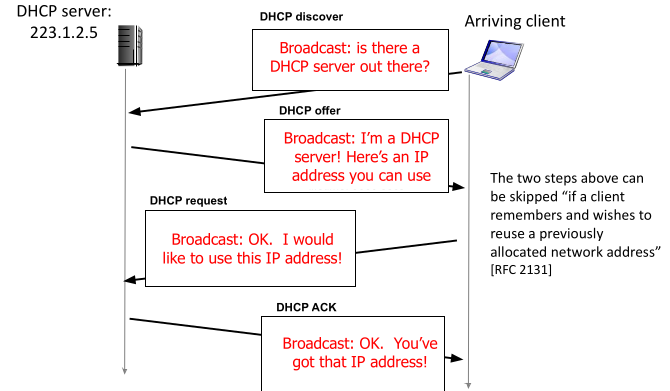 DHCP server:
223.1.2.5
DHCP discover
Arriving client
Broadcast: is there a
DHCP server out there?
DHCP offer
Broadcast: I’m a DHCP
server! Here’s an IP
address you can use
The two steps above can
be skipped “if a client
remembers and wishes to
reuse a previously
allocated network address”
[RFC 2131]
DHCP request
Broadcast: OK. I would
like to use this IP address!
DHCP ACK
Broadcast: OK. You’ve
got that IP address!